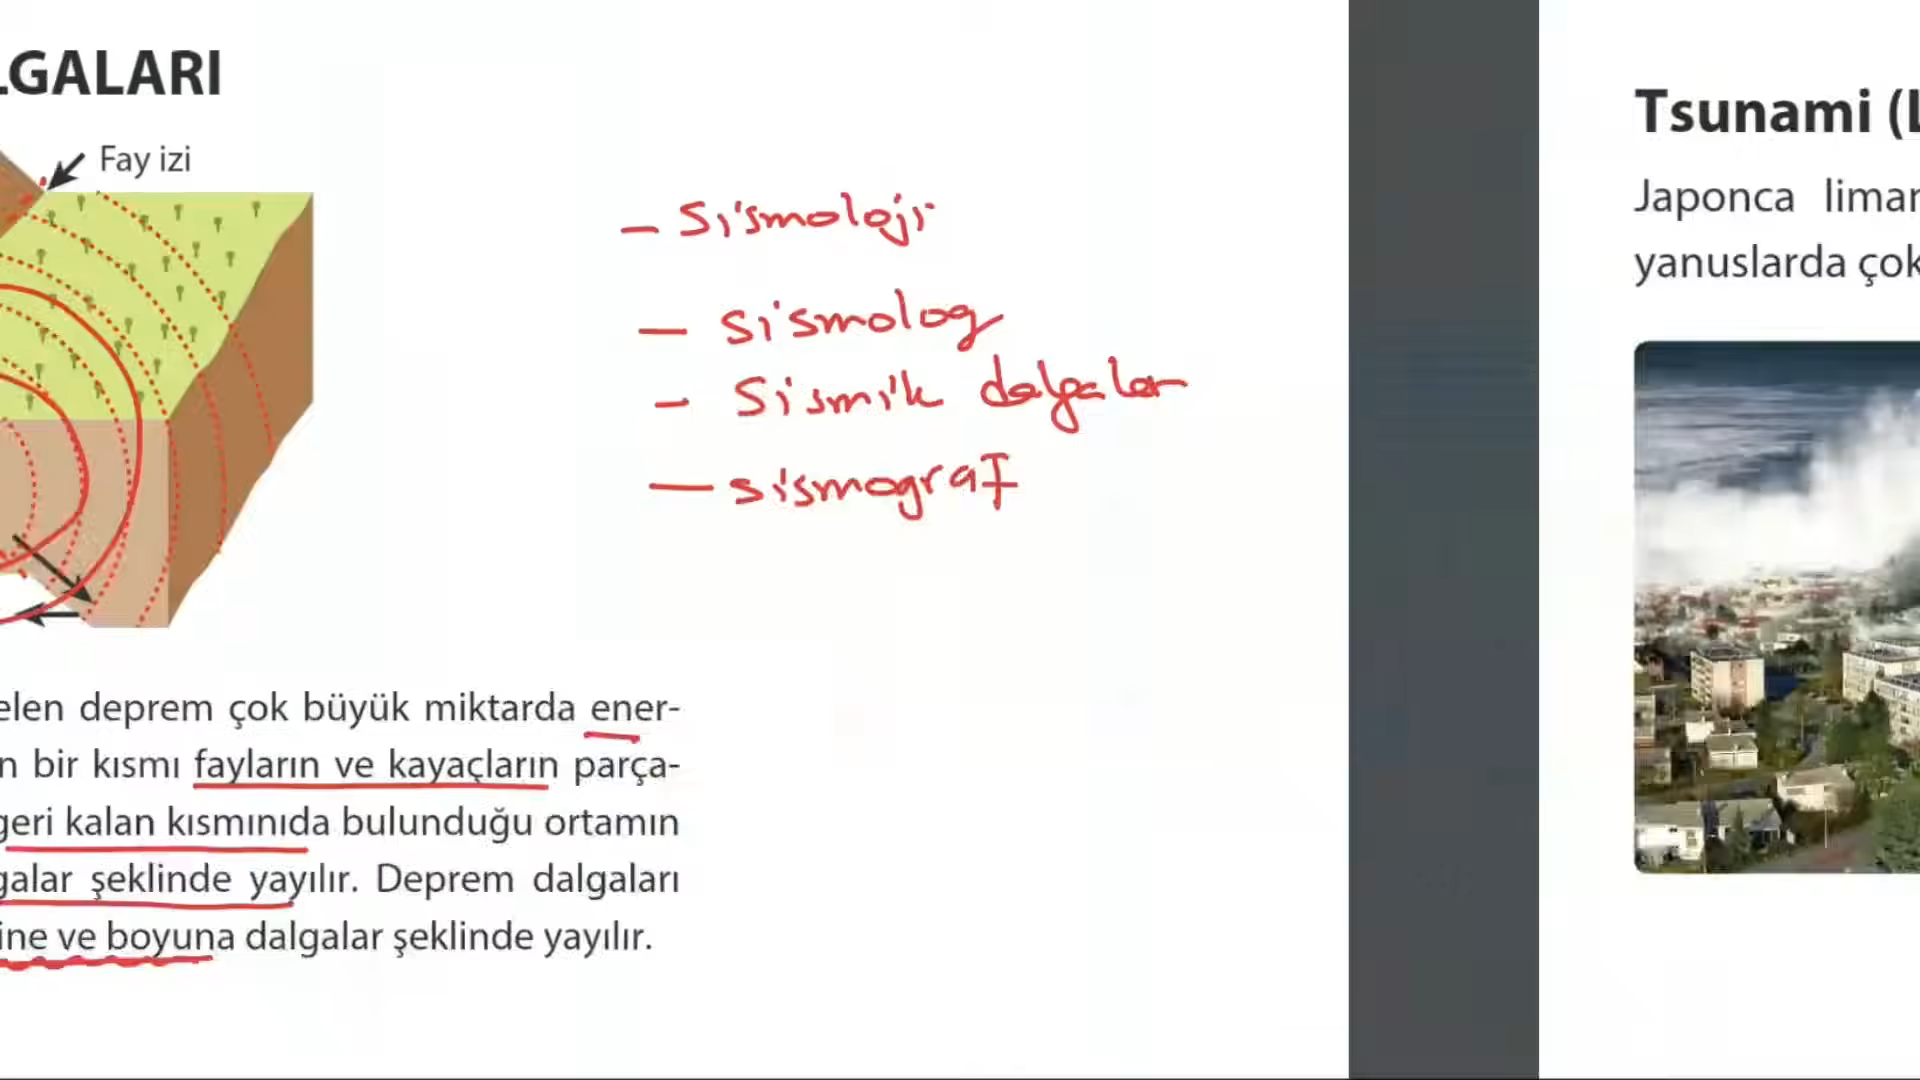 LGALARI
Fay izi
- Sismoloji
- sismolog
- Sismik dalgalar
- sismograf
elen deprem çok büyük miktarda ener-
n bir kısmı fayların ve kayaçların parça-
geri kalan kısmınıda bulunduğu ortamın
galar şeklinde yayılır. Deprem dalgaları
ine ve boyuna dalgalar şeklinde yayılır.
Tsunami (L
Japonca liman
yanuslarda çok